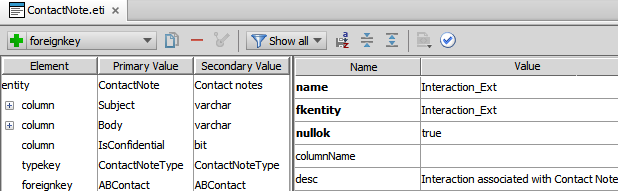 ContactNote.eti
foreignkey Show all
Element Primary Value Secondary Value Name Value
entity ContactNote Contact notes name Interaction_Ext
column Subject varchar fkentity Interaction_Ext
column Body varchar nullok true
column IsConfidential bit columnName
typekey ContactNoteType ContactNoteType desc Interaction associated with Contact Note
foreignkey ABContact ABContact